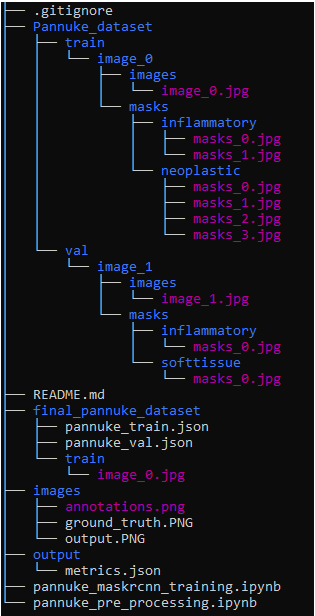 ├── .gitignore
├── Pannuke_dataset
│   ├── train
│   │   └── image_0
│   │       ├── images
│   │       │   └── image_0.jpg
│   │       └── masks
│   │           ├── inflammatory
│   │           │   ├── masks_0.jpg
│   │           │   └── masks_1.jpg
│   │           └── neoplastic
│   │               ├── masks_0.jpg
│   │               ├── masks_1.jpg
│   │               ├── masks_2.jpg
│   │               └── masks_3.jpg
│   └── val
│       └── image_1
│           ├── images
│           │   └── image_1.jpg
│           └── masks
│               ├── inflammatory
│               │   └── masks_0.jpg
│               └── softtissue
│                   └── masks_0.jpg
├── README.md
├── final_pannuke_dataset
│   ├── pannuke_train.json
│   ├── pannuke_val.json
│   └── train
│       └── image_0.jpg
├── images
│   ├── annotations.png
│   ├── ground_truth.PNG
│   └── output.PNG
├── output
│   └── metrics.json
├── pannuke_maskrcnn_training.ipynb
└── pannuke_pre_processing.ipynb